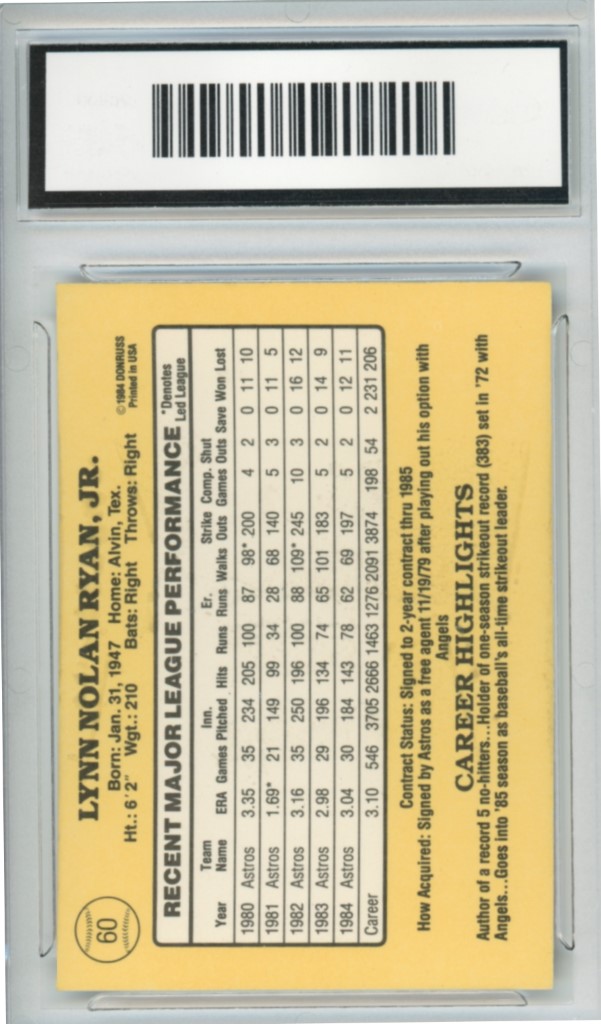 60
LYNN NOLAN RYAN, JR.
Born: Jan. 31, 1947 Home: Alvin, Tex.
Ht.: 6'2" Wgt.: 210 Bats: Right Throws: Right
©1984 DONRUSS
Printed in USA
RECENT MAJOR LEAGUE PERFORMANCE
*Denotes
Led League
Year Team Name ERA Games Inn. Pitched Hits Runs Er. Runs Walks Strike Outs Comp. Games Shut Outs Save Won Lost
1980 Astros 3.35 35 234 205 100 87 98* 200 4 2 0 11 10
1981 Astros 1.69* 21 149 99 34 28 68 140 5 3 0 11 5
1982 Astros 3.16 35 250 196 100 88 109* 245 10 3 0 16 12
1983 Astros 2.98 29 196 134 74 65 101 183 5 2 0 14 9
1984 Astros 3.04 30 184 143 78 62 69 197 5 2 0 12 11
Career 3.10 546 3705 2666 1463 1276 2091 3874 198 54 2 231 206
Contract Status: Signed to 2-year contract thru 1985
How Acquired: Signed by Astros as a free agent 11/19/79 after playing out his option with
Angels
CAREER HIGHLIGHTS
Author of a record 5 no-hitters...Holder of one-season strikeout record (383) set in '72 with
Angels...Goes into '85 season as baseball's all-time strikeout leader.